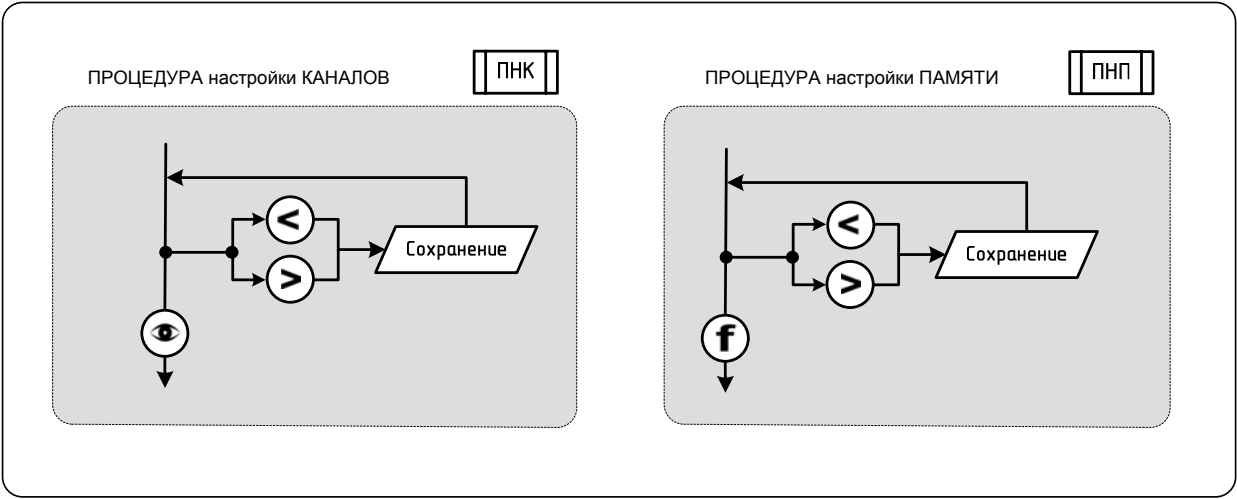 ПРОЦЕДУРА настройки КАНАЛОВ
ПНК
<
>
Сохранение
ПРОЦЕДУРА настройки ПАМЯТИ
ПНП
<
>
Сохранение
f